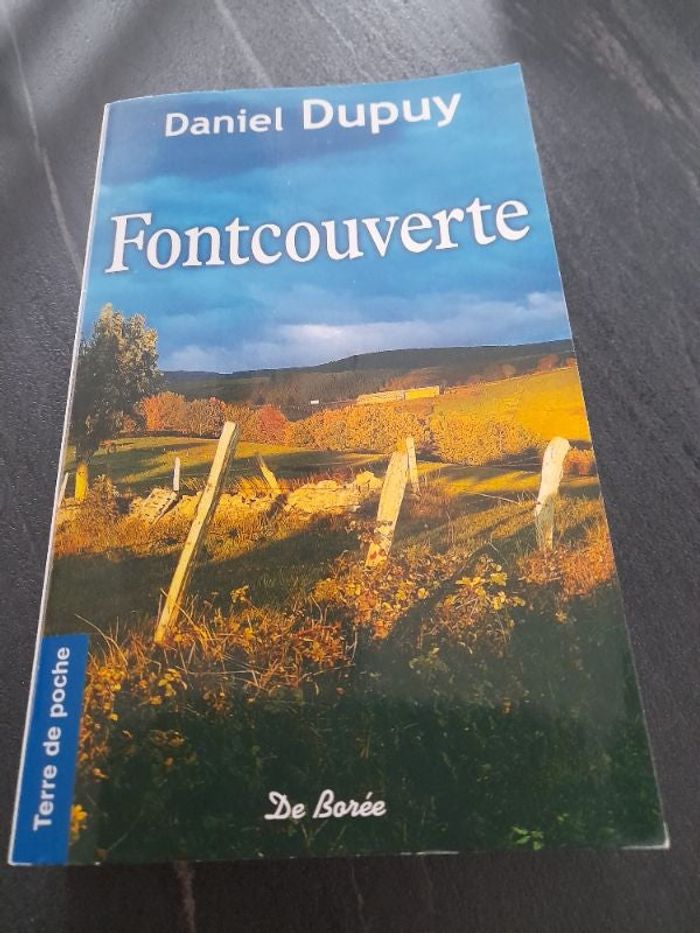 Daniel Dupuy
Fontcouverte
Terre de poche
De Borée